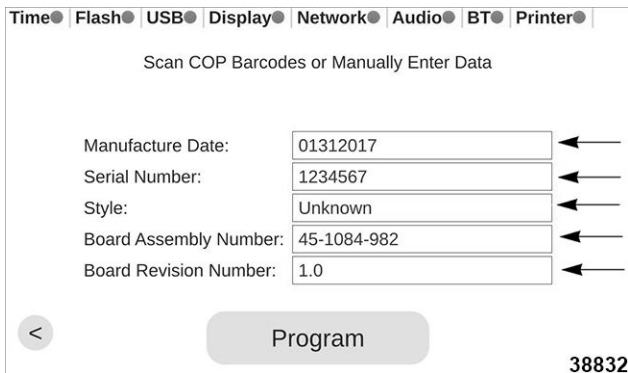 Time Flash USB Display Network Audio BT Printer
Scan COP Barcodes or Manually Enter Data
Manufacture Date: 01312017
Serial Number: 1234567
Style: Unknown
Board Assembly Number: 45-1084-982
Board Revision Number: 1.0
< Program
38832